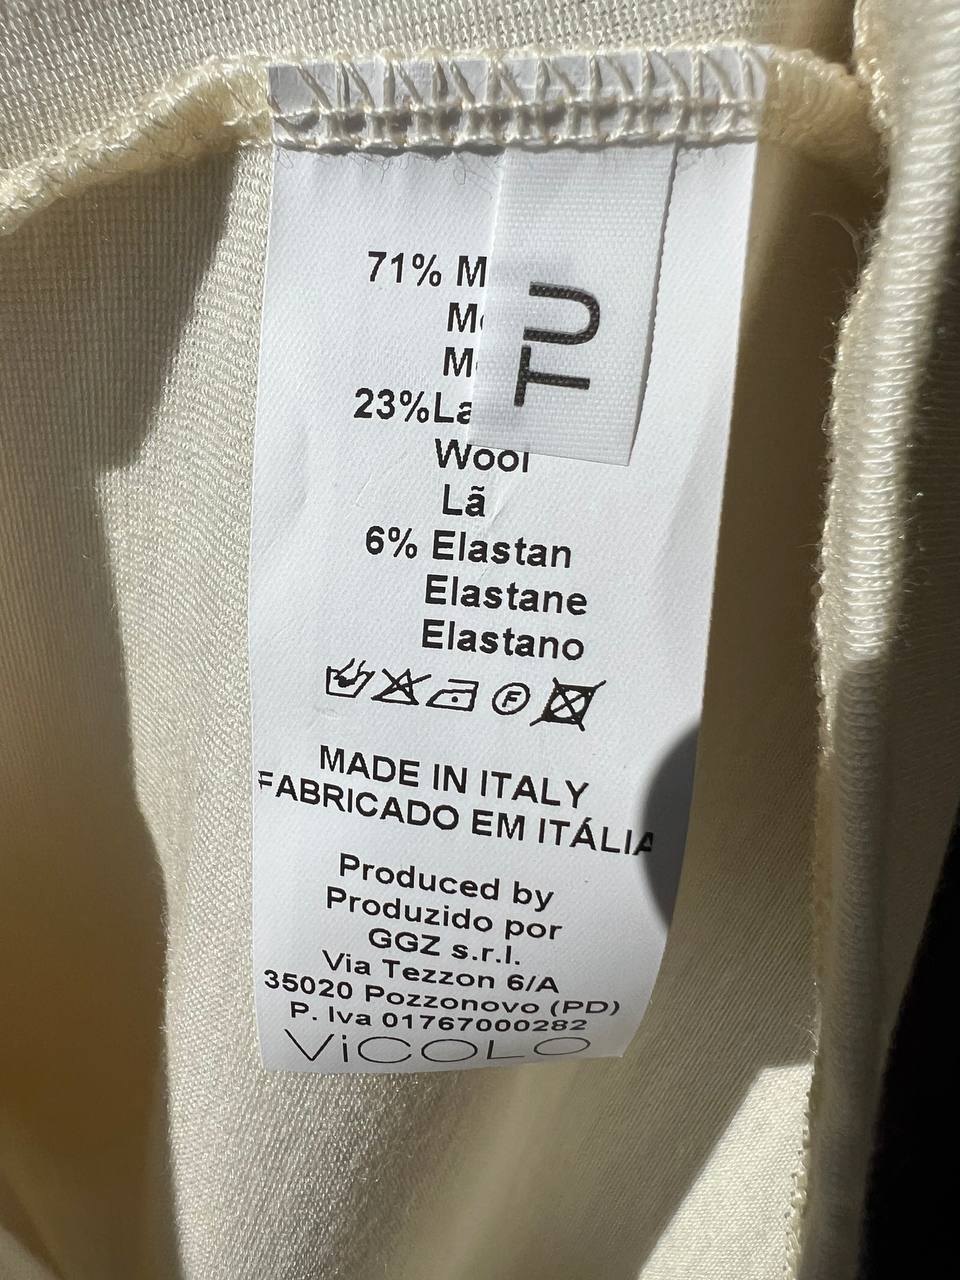 71%
TU
23%
Wool
Lã
6% Elastan
Elastane
Elastano
F
MADE IN ITALY
FABRICADO EM ITÁLIA
Produced by
Produzido por
GGZ s.r.l.
Via Tezzon 6/A
35020 Pozzonovo (PD)
P. Iva 01767000282
ViCOLO